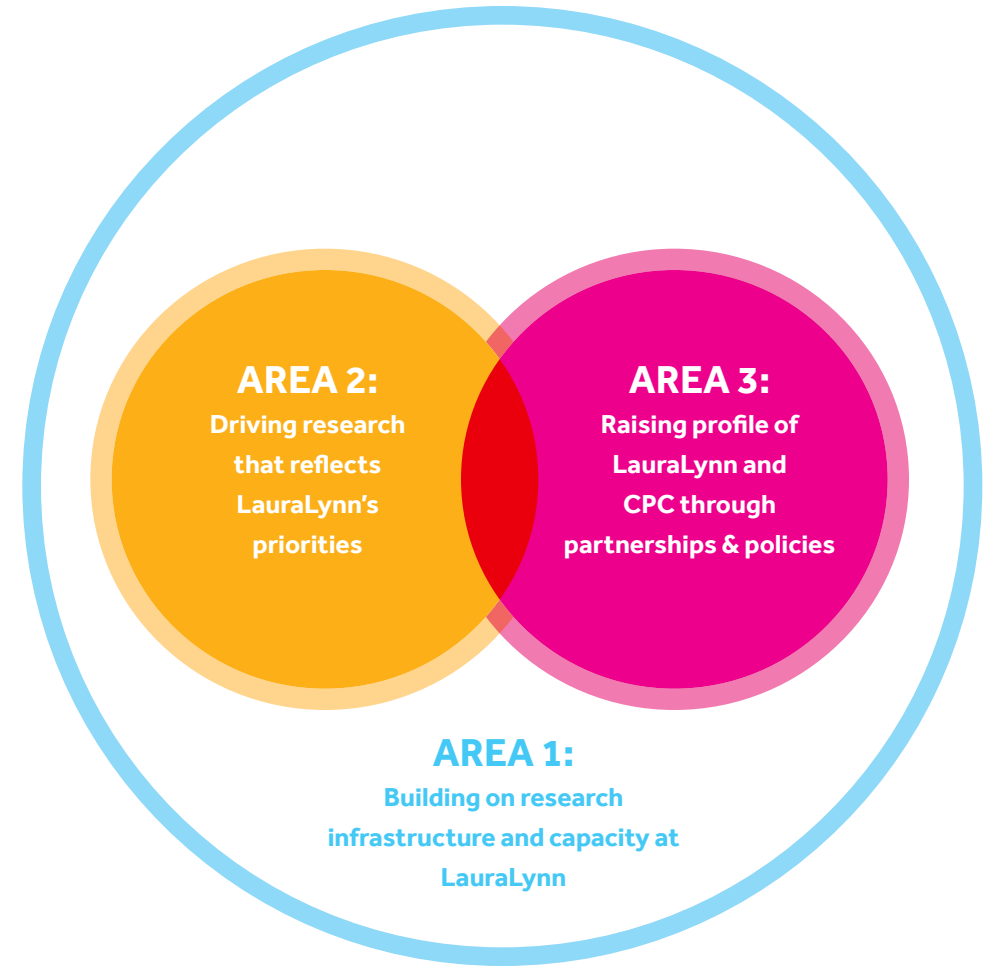 AREA 2:
Driving research
that reflects
LauraLynn’s
priorities
AREA 3:
Raising profile of
LauraLynn and
CPC through
partnerships & policies
AREA 1:
Building on research
infrastructure and capacity at
LauraLynn